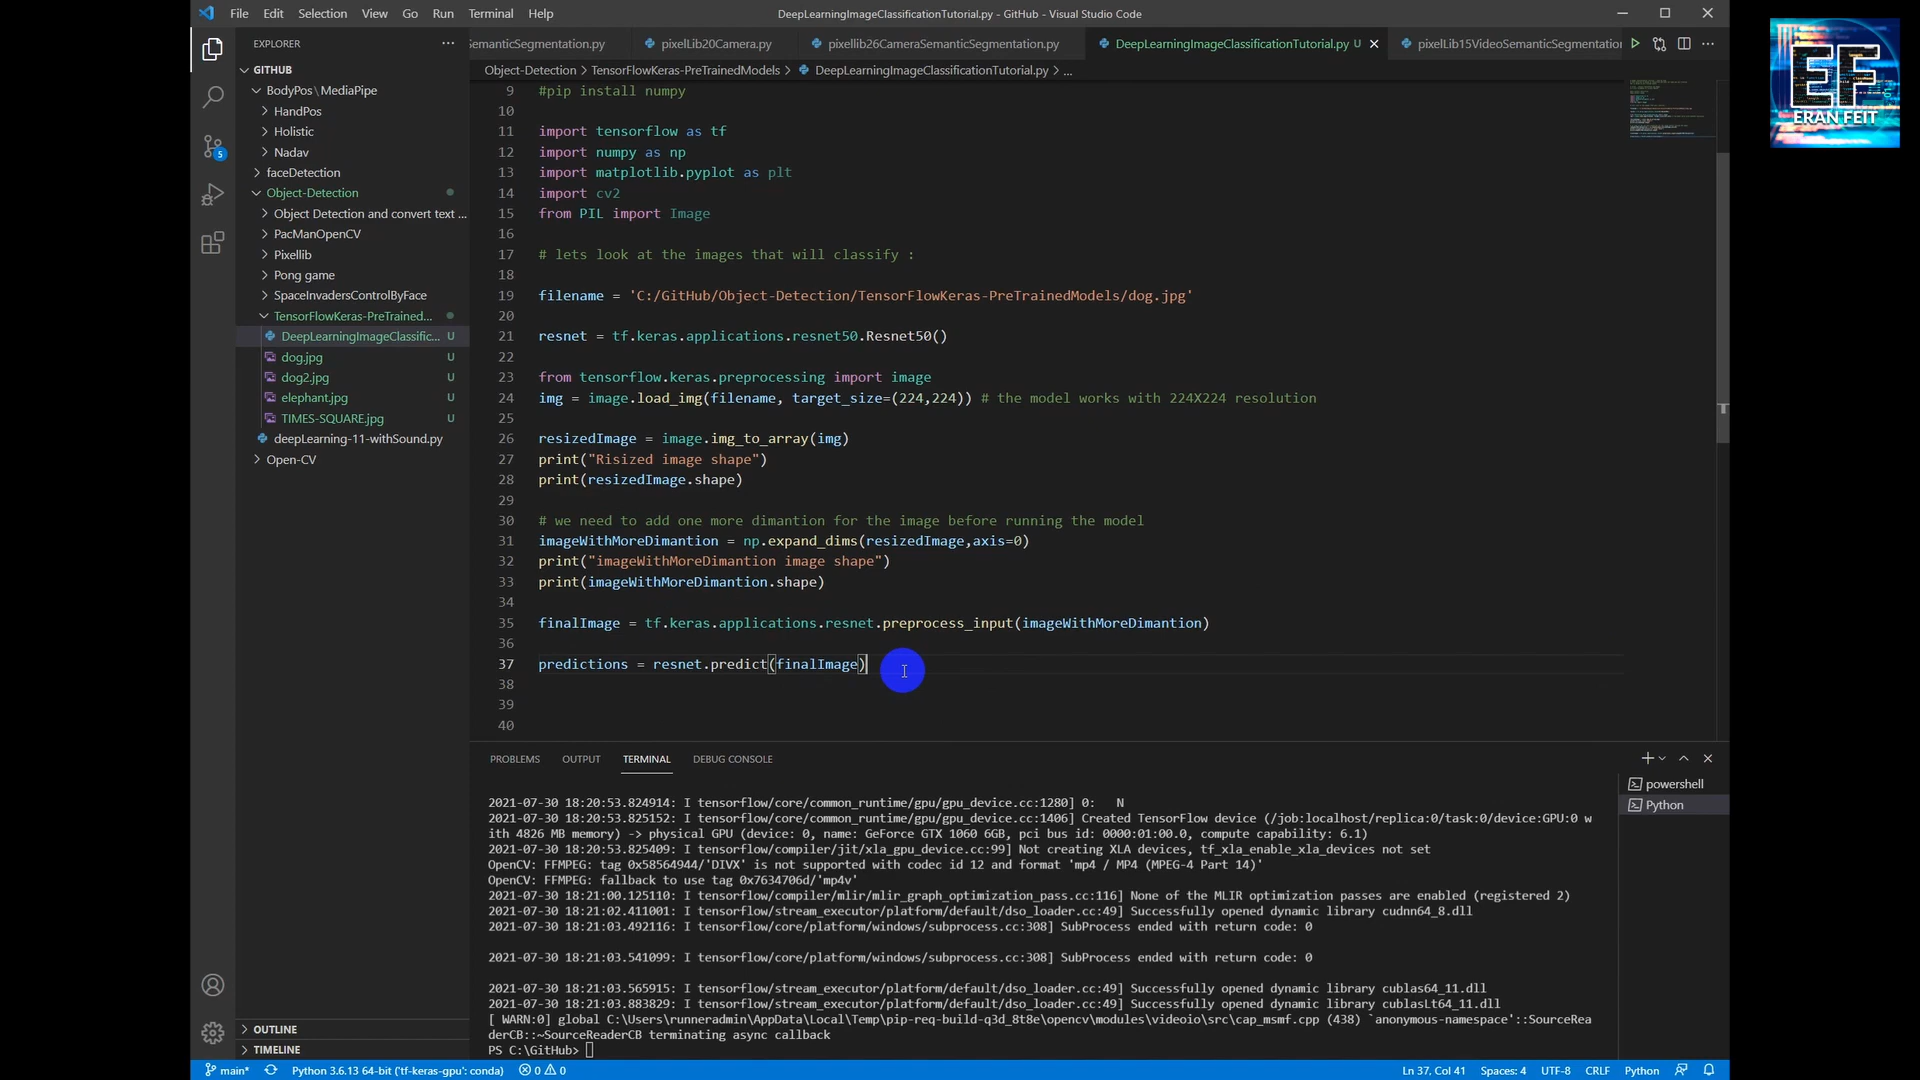 File Edit Selection View Go Run Terminal Help
DeepLearningImageClassificationTutorial.py - GitHub - Visual Studio Code
EXPLORER
GITHUB
BodyPos\MediaPipe
HandPos
Holistic
Nadav
faceDetection
Object-Detection
Object Detection and convert text ...
PacManOpenCV
Pixellib
Pong game
SpaceInvadersControlByFace
TensorFlowKeras-PreTrained...
DeepLearningImageClassific... U
dog.jpg U
dog2.jpg U
elephant.jpg U
TIMES-SQUARE.jpg U
deepLearning-11-withSound.py
Open-CV
OUTLINE
TIMELINE
5
SemanticSegmentation.py pixelLib20Camera.py pixellib26CameraSemanticSegmentation.py DeepLearningImageClassificationTutorial.py U pixelLib15VideoSemanticSegmentation
Object-Detection > TensorFlowKeras-PreTrainedModels > DeepLearningImageClassificationTutorial.py > ...
9 #pip install numpy
10
11 import tensorflow as tf
12 import numpy as np
13 import matplotlib.pyplot as plt
14 import cv2
15 from PIL import Image
16
17 # lets look at the images that will classify :
18
19 filename = 'C:/GitHub/Object-Detection/TensorFlowKeras-PreTrainedModels/dog.jpg'
20
21 resnet = tf.keras.applications.resnet50.Resnet50()
22
23 from tensorflow.keras.preprocessing import image
24 img = image.load_img(filename, target_size=(224,224)) # the model works with 224X224 resolution
25
26 resizedImage = image.img_to_array(img)
27 print("Risized image shape")
28 print(resizedImage.shape)
29
30 # we need to add one more dimantion for the image before running the model
31 imageWithMoreDimantion = np.expand_dims(resizedImage,axis=0)
32 print("imageWithMoreDimantion image shape")
33 print(imageWithMoreDimantion.shape)
34
35 finalImage = tf.keras.applications.resnet.preprocess_input(imageWithMoreDimantion)
36
37 predictions = resnet.predict(finalImage)
38
39
40
PROBLEMS OUTPUT TERMINAL DEBUG CONSOLE
powershell
Python
2021-07-30 18:20:53.824914: I tensorflow/core/common_runtime/gpu/gpu_device.cc:1280] 0:   N
2021-07-30 18:20:53.825152: I tensorflow/core/common_runtime/gpu/gpu_device.cc:1406] Created TensorFlow device (/job:localhost/replica:0/task:0/device:GPU:0 w
ith 4826 MB memory) -> physical GPU (device: 0, name: GeForce GTX 1060 6GB, pci bus id: 0000:01:00.0, compute capability: 6.1)
2021-07-30 18:20:53.825409: I tensorflow/compiler/jit/xla_gpu_device.cc:99] Not creating XLA devices, tf_xla_enable_xla_devices not set
OpenCV: FFMPEG: tag 0x58564944/'DIVX' is not supported with codec id 12 and format 'mp4 / MP4 (MPEG-4 Part 14)'
OpenCV: FFMPEG: fallback to use tag 0x7634706d/'mp4v'
2021-07-30 18:21:00.125110: I tensorflow/compiler/mlir/mlir_graph_optimization_pass.cc:116] None of the MLIR optimization passes are enabled (registered 2)
2021-07-30 18:21:02.411001: I tensorflow/stream_executor/platform/default/dso_loader.cc:49] Successfully opened dynamic library cudnn64_8.dll
2021-07-30 18:21:03.492116: I tensorflow/core/platform/windows/subprocess.cc:308] SubProcess ended with return code: 0
2021-07-30 18:21:03.541099: I tensorflow/core/platform/windows/subprocess.cc:308] SubProcess ended with return code: 0
2021-07-30 18:21:03.565915: I tensorflow/stream_executor/platform/default/dso_loader.cc:49] Successfully opened dynamic library cublas64_11.dll
2021-07-30 18:21:03.883829: I tensorflow/stream_executor/platform/default/dso_loader.cc:49] Successfully opened dynamic library cublasLt64_11.dll
[ WARN:0] global C:\Users\runneradmin\AppData\Local\Temp\pip-req-build-q3d_8t8e\opencv\modules\videoio\src\cap_msmf.cpp (438) `anonymous-namespace'::SourceRea
derCB::~SourceReaderCB terminating async callback
PS C:\GitHub>
main* Python 3.6.13 64-bit ('tf-keras-gpu': conda) 0 0
Ln 37, Col 41 Spaces: 4 UTF-8 CRLF Python
EF
ERAN FEIT